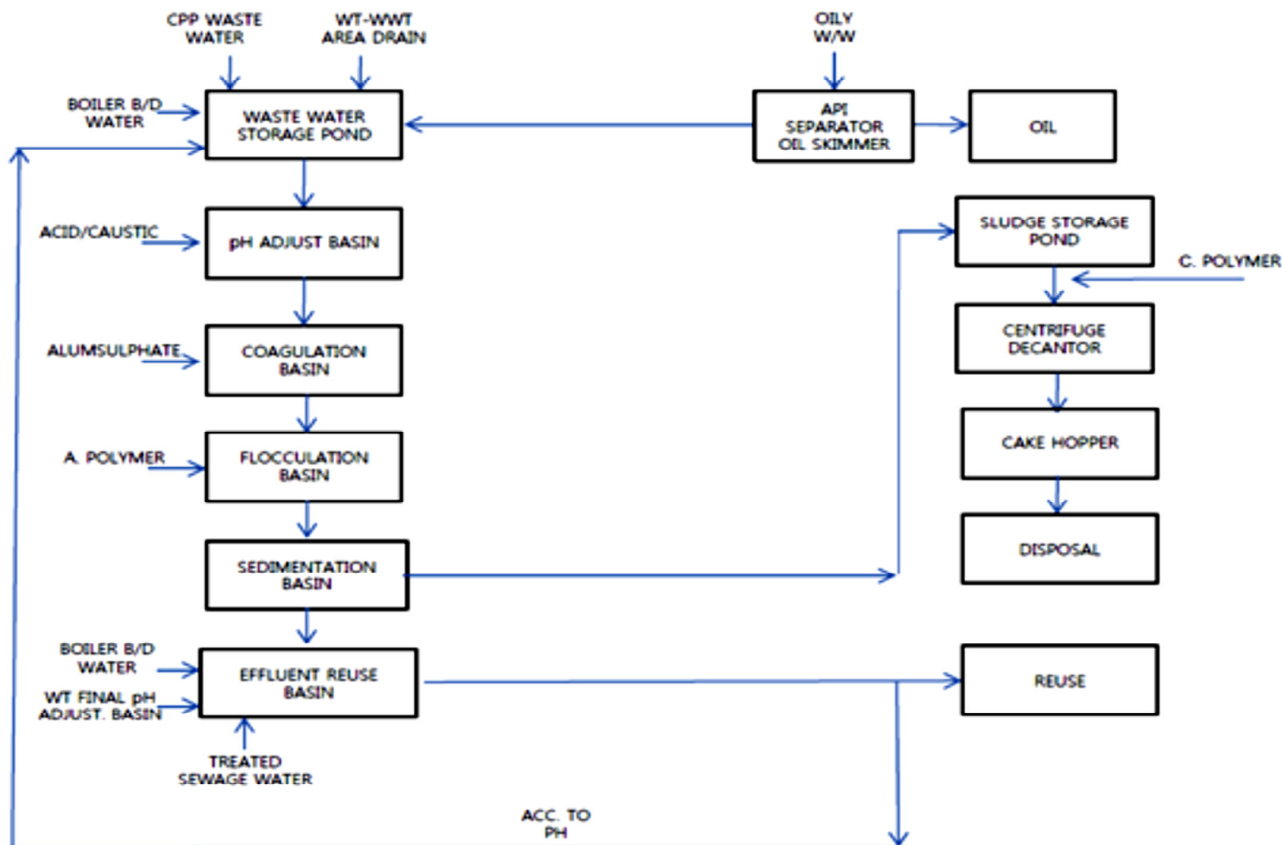 CPP WASTE
WATER
WT-WWT
AREA DRAIN
OILY
W/W
BOILER B/D
WATER
WASTE WATER
STORAGE POND
API
SEPARATOR
OIL SKIMMER
OIL
ACID/CAUSTIC
pH ADJUST BASIN
SLUDGE STORAGE
POND
C. POLYMER
ALUMSULPHATE
COAGULATION
BASIN
CENTRIFUGE
DECANTOR
A. POLYMER
FLOCCULATION
BASIN
CAKE HOPPER
SEDIMENTATION
BASIN
DISPOSAL
BOILER B/D
WATER
WT FINAL pH
ADJUST. BASIN
EFFLUENT REUSE
BASIN
REUSE
TREATED
SEWAGE WATER
ACC. TO
PH